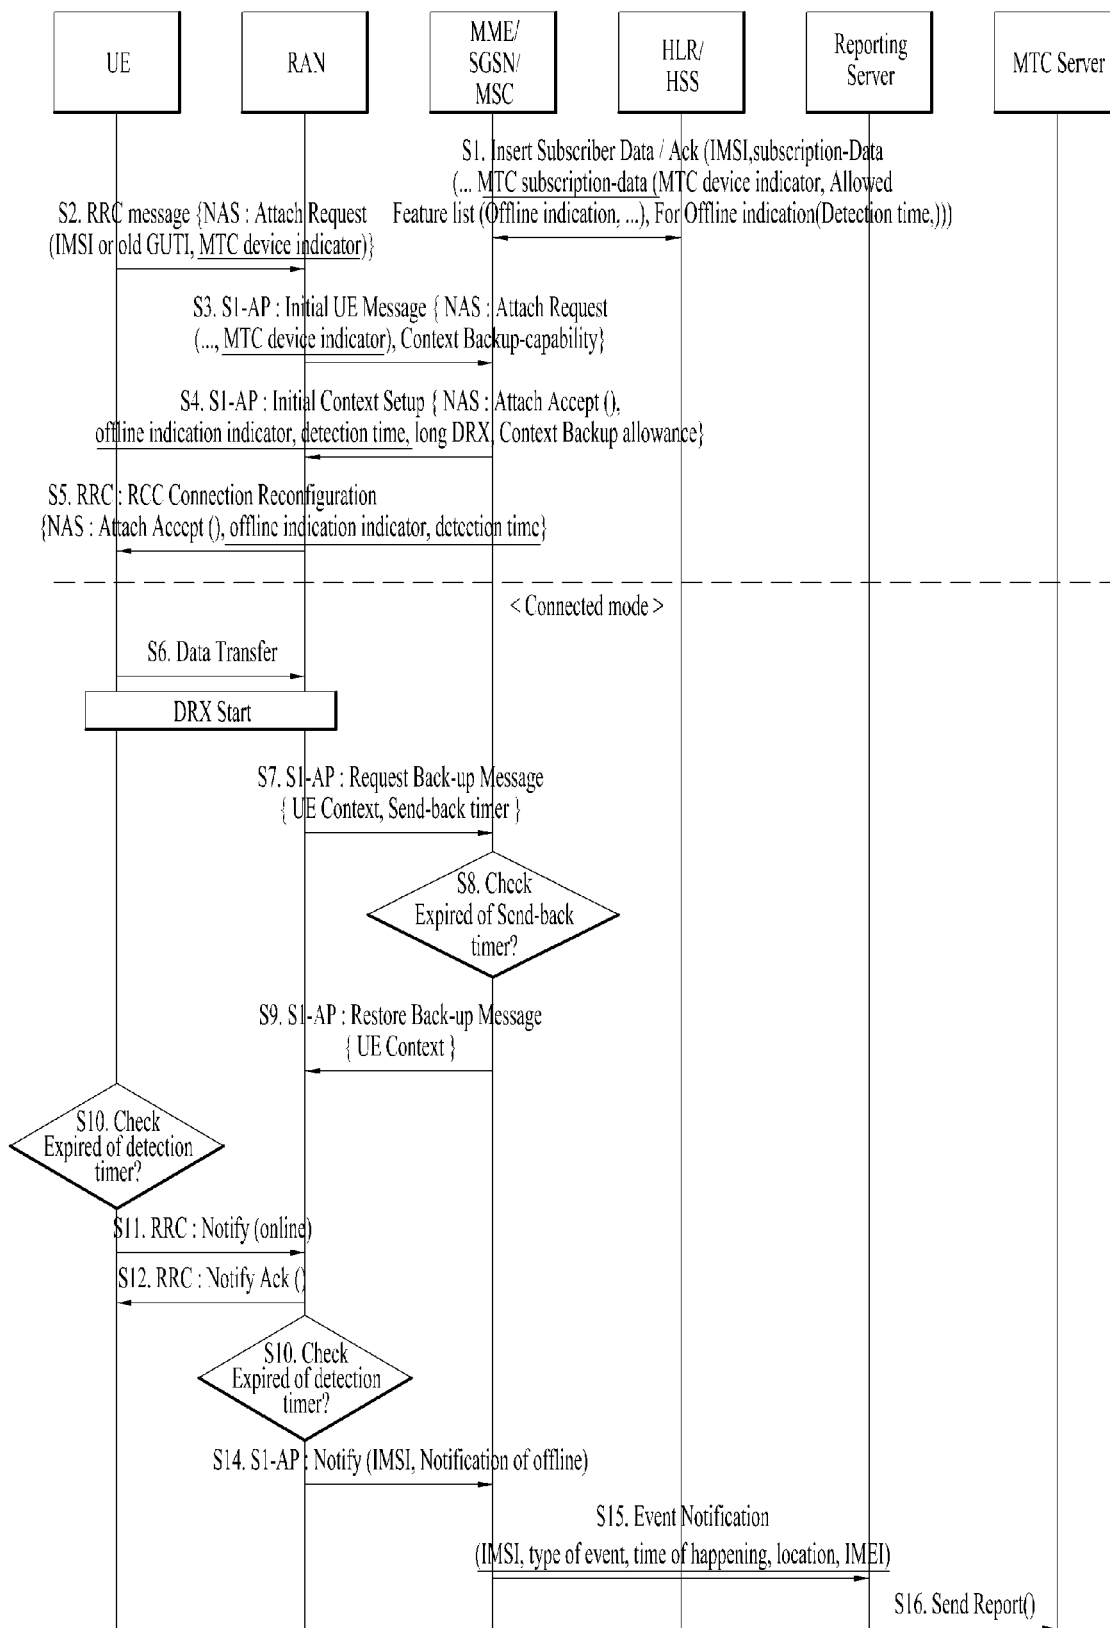 UE
RAN
MME/
SGSN/
MSC
HLR/
HSS
Reporting
Server
MTC Server
S1. Insert Subscriber Data / Ack (IMSI,subscription-Data
(... MTC subscription-data (MTC device indicator, Allowed
Feature list (Offline indication, ...), For Offline indication(Detection time,)))
S2. RRC message {NAS : Attach Request
(IMSI or old GUTI, MTC device indicator)}
S3. S1-AP : Initial UE Message { NAS : Attach Request
(..., MTC device indicator), Context Backup-capability}
S4. S1-AP : Initial Context Setup { NAS : Attach Accept (),
offline indication indicator, detection time, long DRX, Context Backup allowance}
S5. RRC : RCC Connection Reconfiguration
{NAS : Attach Accept (), offline indication indicator, detection time}
< Connected mode >
S6. Data Transfer
DRX Start
S7. S1-AP : Request Back-up Message
{ UE Context, Send-back timer }
S8. Check
Expired of Send-back
timer?
S9. S1-AP : Restore Back-up Message
{ UE Context }
S10. Check
Expired of detection
timer?
S11. RRC : Notify (online)
S12. RRC : Notify Ack ()
S10. Check
Expired of detection
timer?
S14. S1-AP : Notify (IMSI, Notification of offline)
S15. Event Notification
(IMSI, type of event, time of happening, location, IMEI)
S16. Send Report()